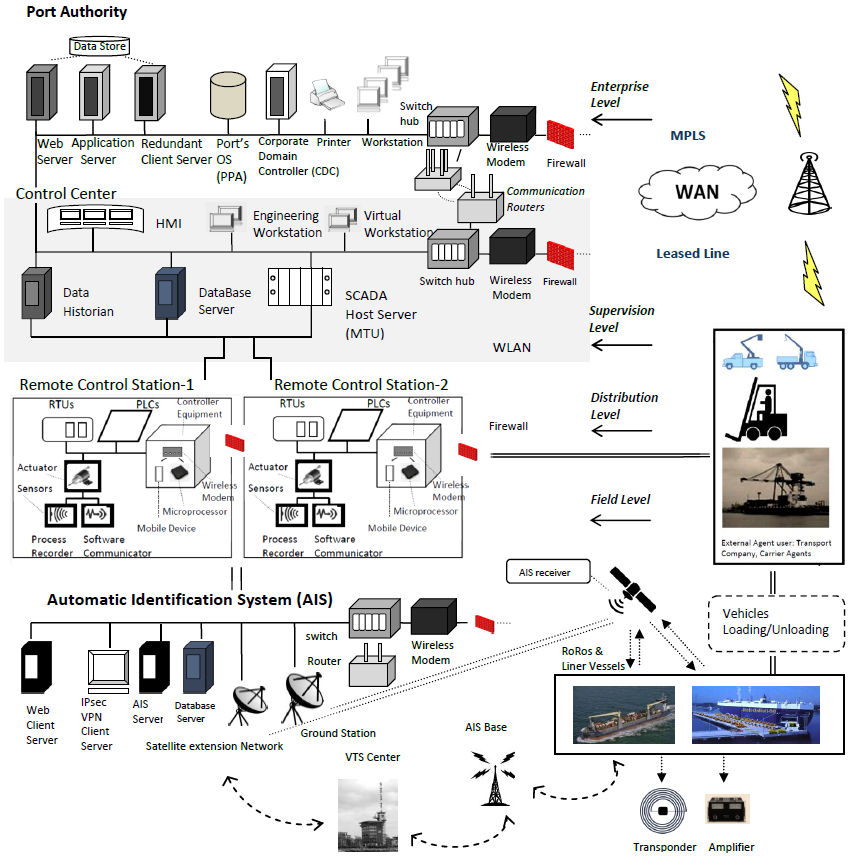 Port Authority
Data Store
Web
Server
Application
Server
Redundant
Client Server
Port's
OS
(PPA)
Corporate
Domain
Controller (CDC)
Printer
Workstation
Switch
hub
Wireless
Modem
Firewall
Enterprise
Level
MPLS
WAN
Communication
Routers
Control Center
HMI
Engineering
Workstation
Virtual
Workstation
Switch hub
Wireless
Modem
Firewall
Leased Line
Data
Historian
DataBase
Server
SCADA
Host Server
(MTU)
WLAN
Supervision
Level
Remote Control Station-1
RTUs
PLCs
Controller
Equipment
Actuator
Sensors
Wireless
Modem
Microprocessor
Mobile Device
Process
Recorder
Software
Communicator
Remote Control Station-2
RTUs
PLCs
Controller
Equipment
Actuator
Sensors
Wireless
Modem
Microprocessor
Mobile Device
Process
Recorder
Software
Communicator
Distribution
Level
Firewall
Field Level
External Agent user: Transport
Company, Carrier Agents
AIS receiver
Vehicles
Loading/Unloading
Automatic Identification System (AIS)
switch
Router
Wireless
Modem
RoRos &
Liner Vessels
Web
Client
Server
IPsec
VPN
Client
Server
AIS
Server
Database
Server
Satellite extension Network
Ground Station
VTS Center
AIS Base
Transponder
Amplifier